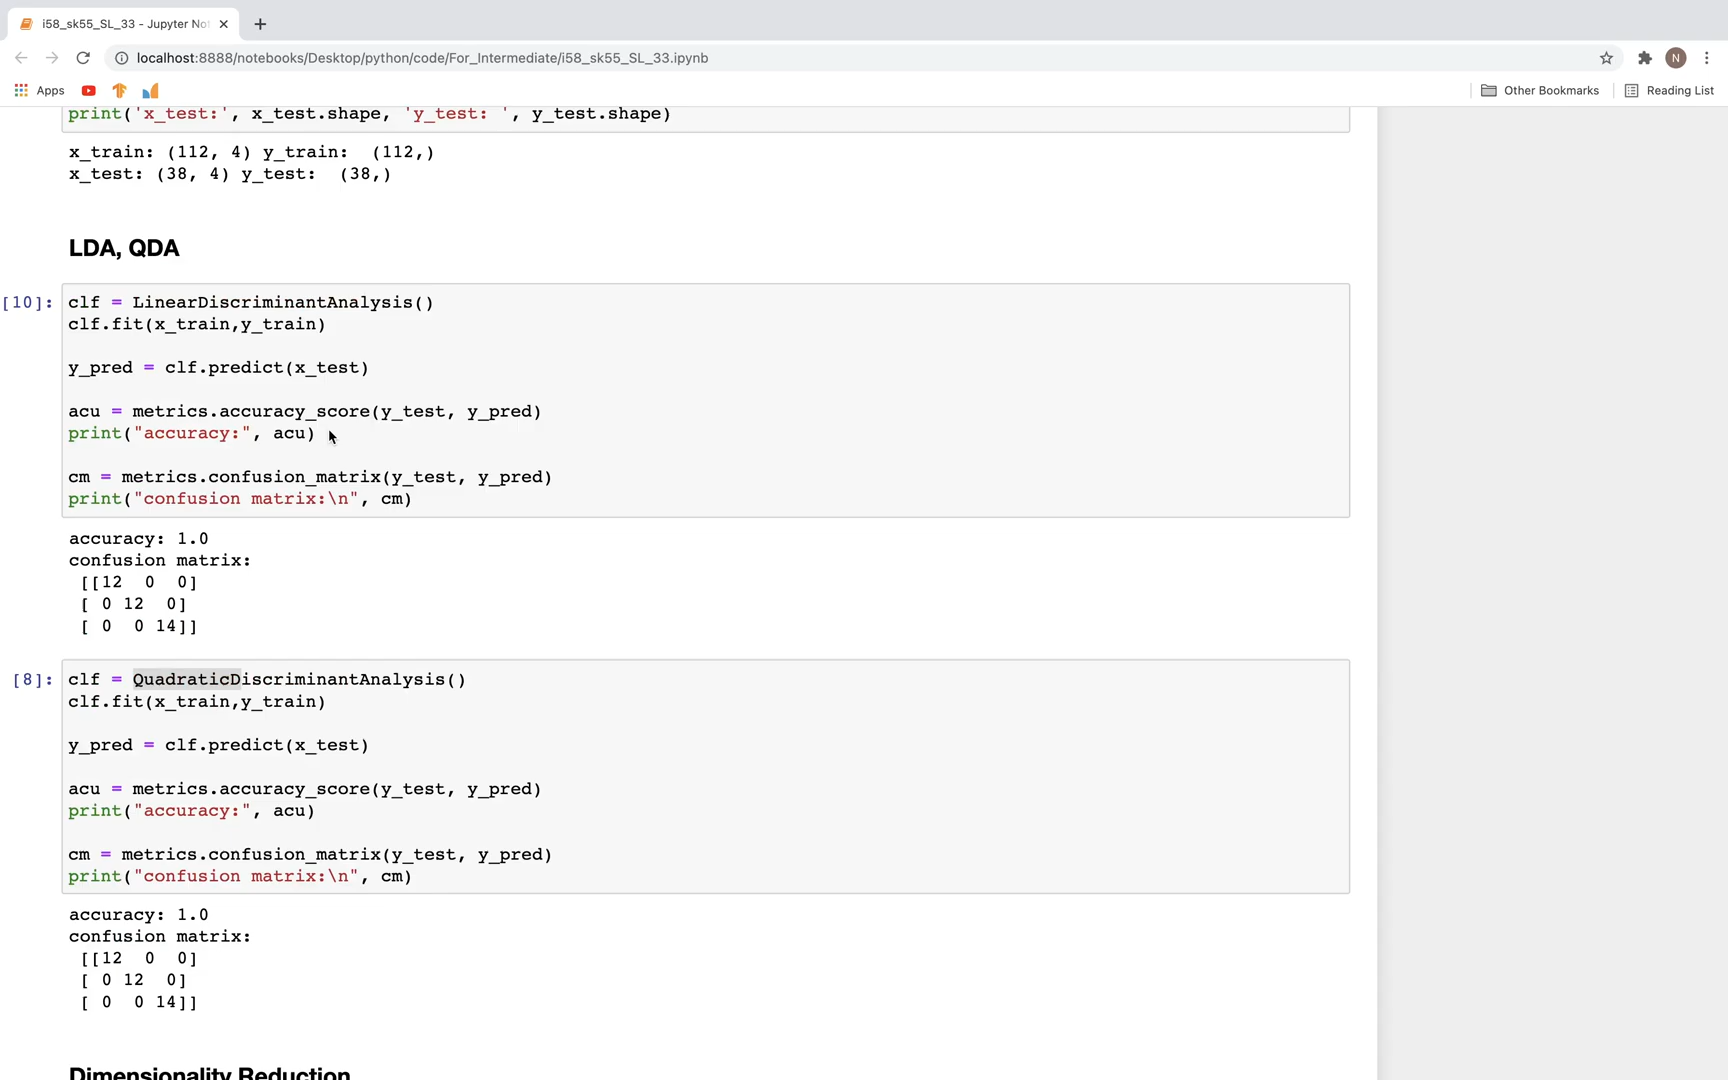 i58_sk55_SL_33 - Jupyter No
localhost:8888/notebooks/Desktop/python/code/For_Intermediate/i58_sk55_SL_33.ipynb
N
Apps
Other Bookmarks
Reading List
print('x_test:', x_test.shape, 'y_test: ', y_test.shape)
x_train: (112, 4) y_train:  (112,)
x_test: (38, 4) y_test:  (38,)
LDA, QDA
[10]:
clf = LinearDiscriminantAnalysis()
clf.fit(x_train,y_train)
y_pred = clf.predict(x_test)
acu = metrics.accuracy_score(y_test, y_pred)
print("accuracy:", acu)
cm = metrics.confusion_matrix(y_test, y_pred)
print("confusion matrix:\n", cm)
accuracy: 1.0
confusion matrix:
[[12  0  0]
[ 0 12  0]
[ 0  0 14]]
[8]:
clf = QuadraticDiscriminantAnalysis()
clf.fit(x_train,y_train)
y_pred = clf.predict(x_test)
acu = metrics.accuracy_score(y_test, y_pred)
print("accuracy:", acu)
cm = metrics.confusion_matrix(y_test, y_pred)
print("confusion matrix:\n", cm)
accuracy: 1.0
confusion matrix:
[[12  0  0]
[ 0 12  0]
[ 0  0 14]]
Dimensionality Reduction